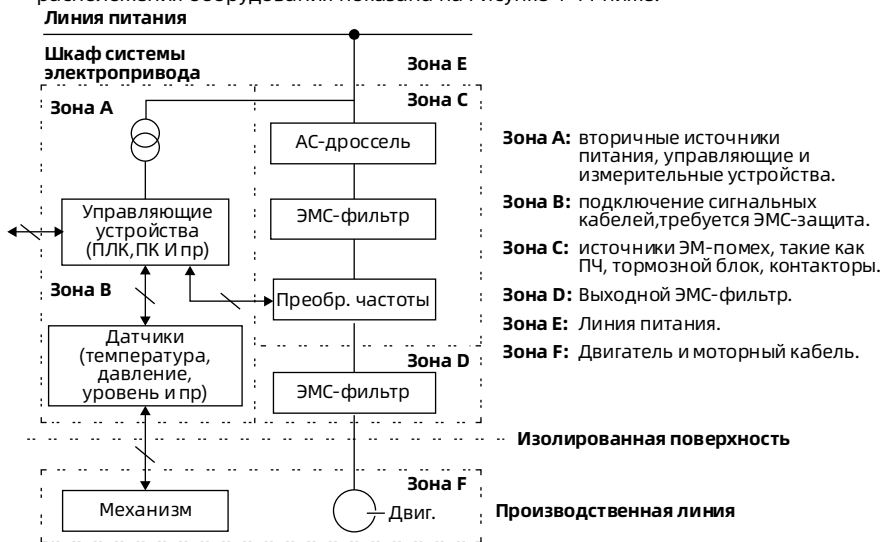 Линия питания
Шкаф системы
электропривода
Зона E
Зона A
Зона C
АС-дроссель
ЭМС-фильтр
Управляющие
устройства
(ПЛК,ПК И пр)
Зона B
Преобр. частоты
Датчики
(температура,
давление,
уровень и пр)
Зона D
ЭМС-фильтр
Изолированная поверхность
Зона F
Механизм
Двиг.
Производственная линия
Зона A: вторичные источники
питания, управляющие и
измерительные устройства.
Зона B: подключение сигнальных
кабелей,требуется ЭМС-защита.
Зона C: источники ЭМ-помех, такие как
ПЧ, тормозной блок, контакторы.
Зона D: Выходной ЭМС-фильтр.
Зона E: Линия питания.
Зона F: Двигатель и моторный кабель.